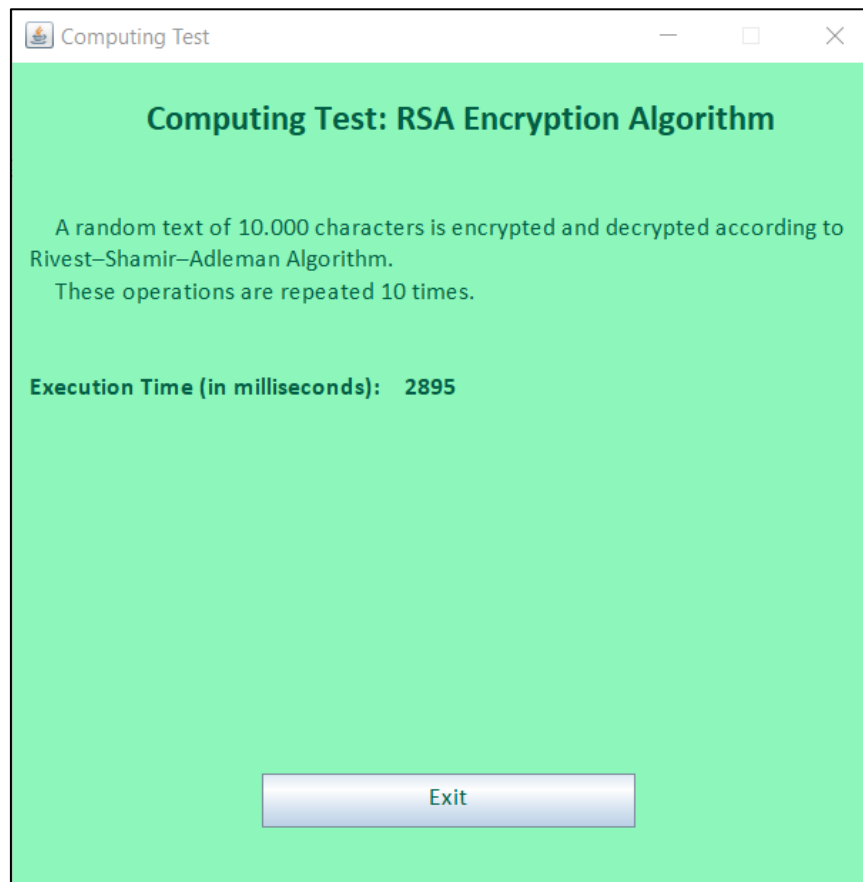 Computing Test
Computing Test: RSA Encryption Algorithm
A random text of 10.000 characters is encrypted and decrypted according to
Rivest–Shamir–Adleman Algorithm.
These operations are repeated 10 times.
Execution Time (in milliseconds): 2895
Exit